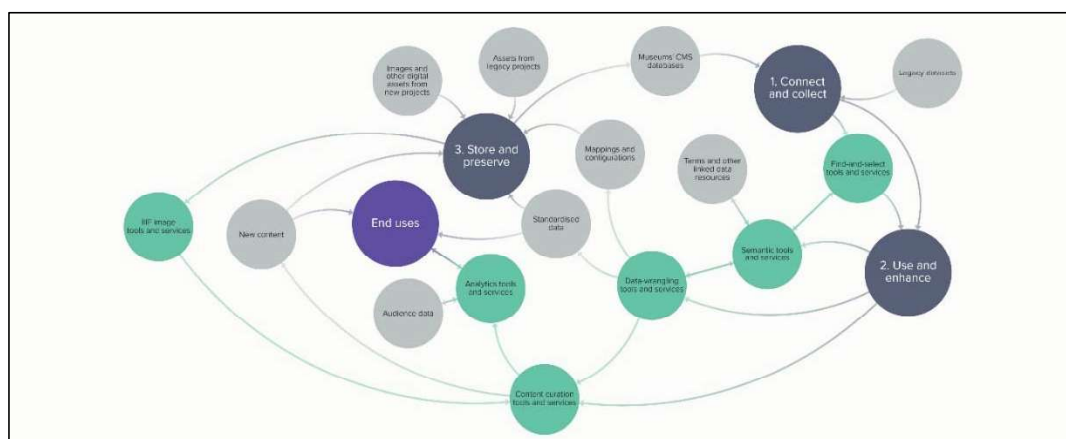 Images and
other digital
assets from
new projects
Assets from
legacy projects
Museums' CMS
databases
1. Connect
and collect
Legacy datasets
3. Store and
preserve
Mappings and
configurations
Terms and other
linked data
resources
Find-and-select
tools and services
IIIF image
tools and services
New content
End uses
Standardised
data
Semantic tools
and services
2. Use and
enhance
Analytics tools
and services
Data-wrangling
tools and services
Audience data
Content curation
tools and services